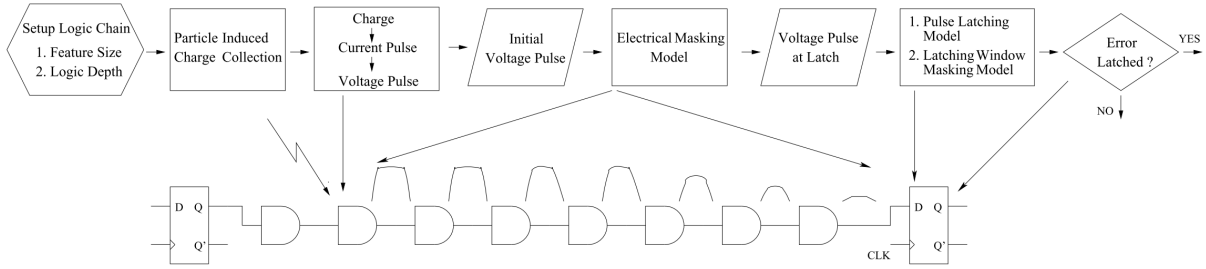 Setup Logic Chain
1. Feature Size
2. Logic Depth
Particle Induced
Charge Collection
Charge
Current Pulse
Voltage Pulse
Initial
Voltage Pulse
Electrical Masking
Model
Voltage Pulse
at Latch
1. Pulse Latching
Model
2. Latching Window
Masking Model
Error
Latched ?
YES
NO
D Q
Q'
D Q
Q'
CLK